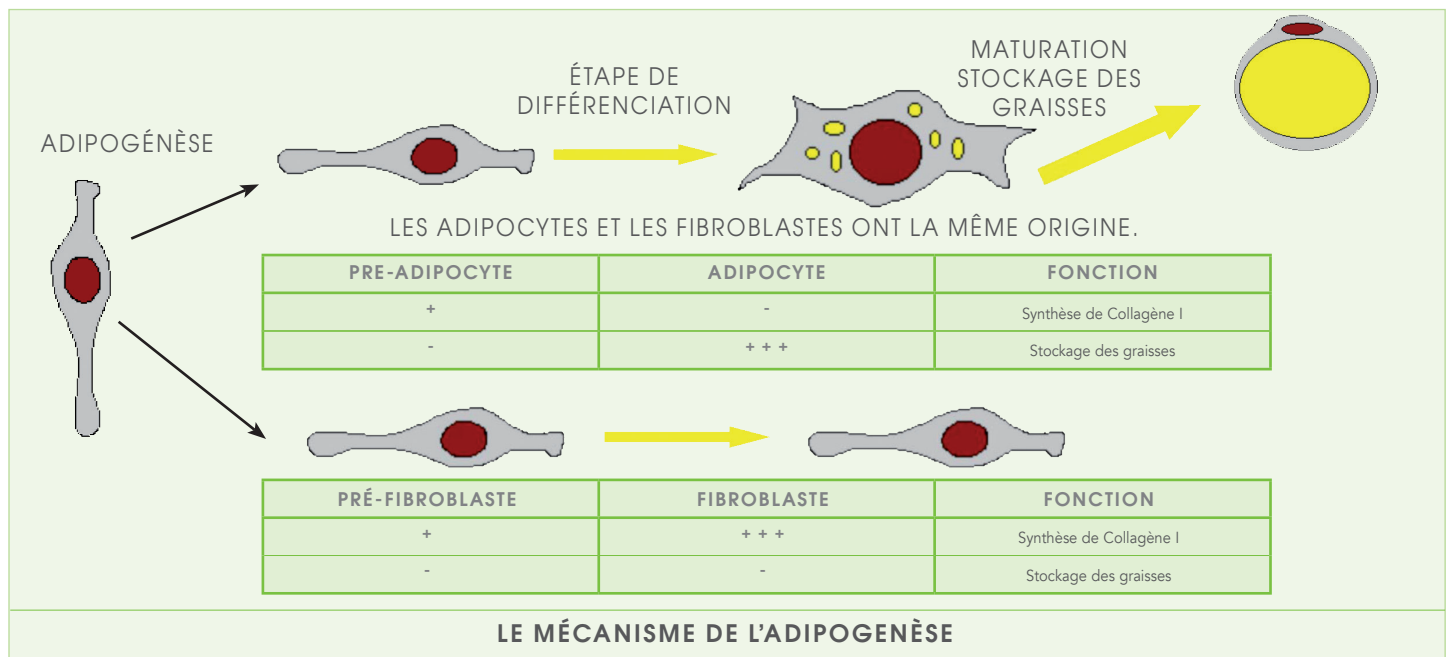 ADIPOGÉNÈSE
ÉTAPE DE
DIFFÉRENCIATION
MATURATION
STOCKAGE DES
GRAISSES
LES ADIPOCYTES ET LES FIBROBLASTES ONT LA MÊME ORIGINE.
PRE-ADIPOCYTE ADIPOCYTE FONCTION
+ - Synthèse de Collagène I
- + + + Stockage des graisses
PRÉ-FIBROBLASTE FIBROBLASTE FONCTION
+ + + + Synthèse de Collagène I
- - Stockage des graisses
LE MÉCANISME DE L'ADIPOGENÈSE